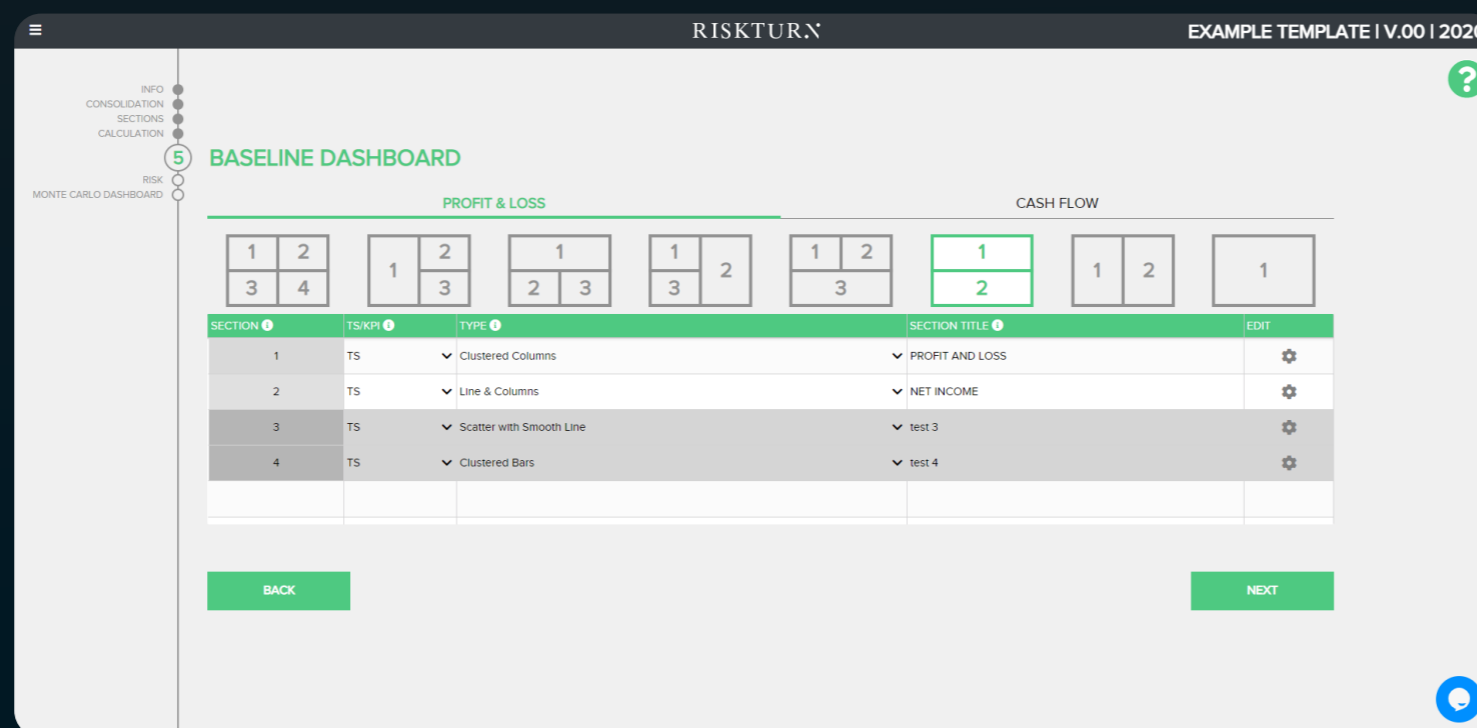 RISKTURN
EXAMPLE TEMPLATE | V.00 | 2020
?
INFO
CONSOLIDATION
SECTIONS
CALCULATION
5 BASELINE DASHBOARD
RISK
MONTE CARLO DASHBOARD
PROFIT & LOSS CASH FLOW
1 2 3 4
1 2 3
1 2 3
1 2 3
1 2 3
1 2
1 2
1
SECTION i TS/KPI i TYPE i SECTION TITLE i EDIT
1 TS Clustered Columns PROFIT AND LOSS
2 TS Line & Columns NET INCOME
3 TS Scatter with Smooth Line test 3
4 TS Clustered Bars test 4
BACK NEXT